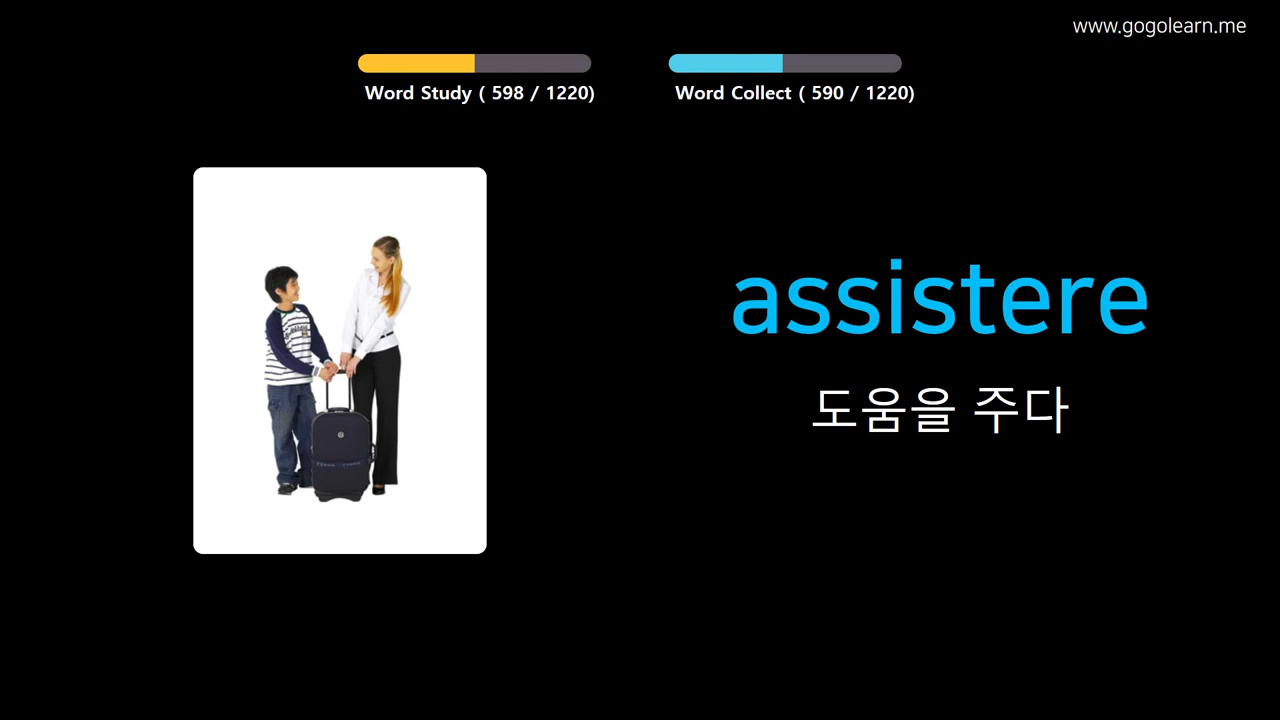 www.gogolearn.me
Word Study ( 598 / 1220)
Word Collect ( 590 / 1220)
assistere
도움을 주다